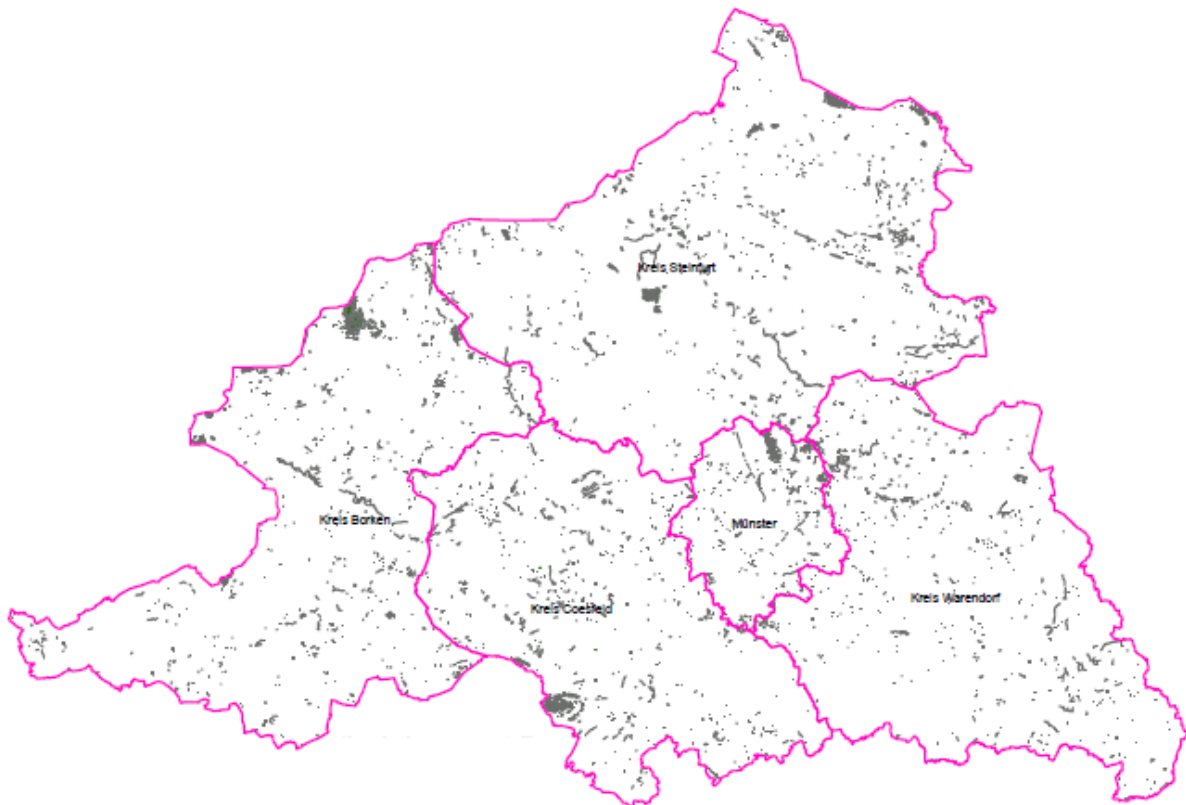 Kreis Steinfurt
Kreis Borken
Münster
Kreis Coesfeld
Kreis Warendorf